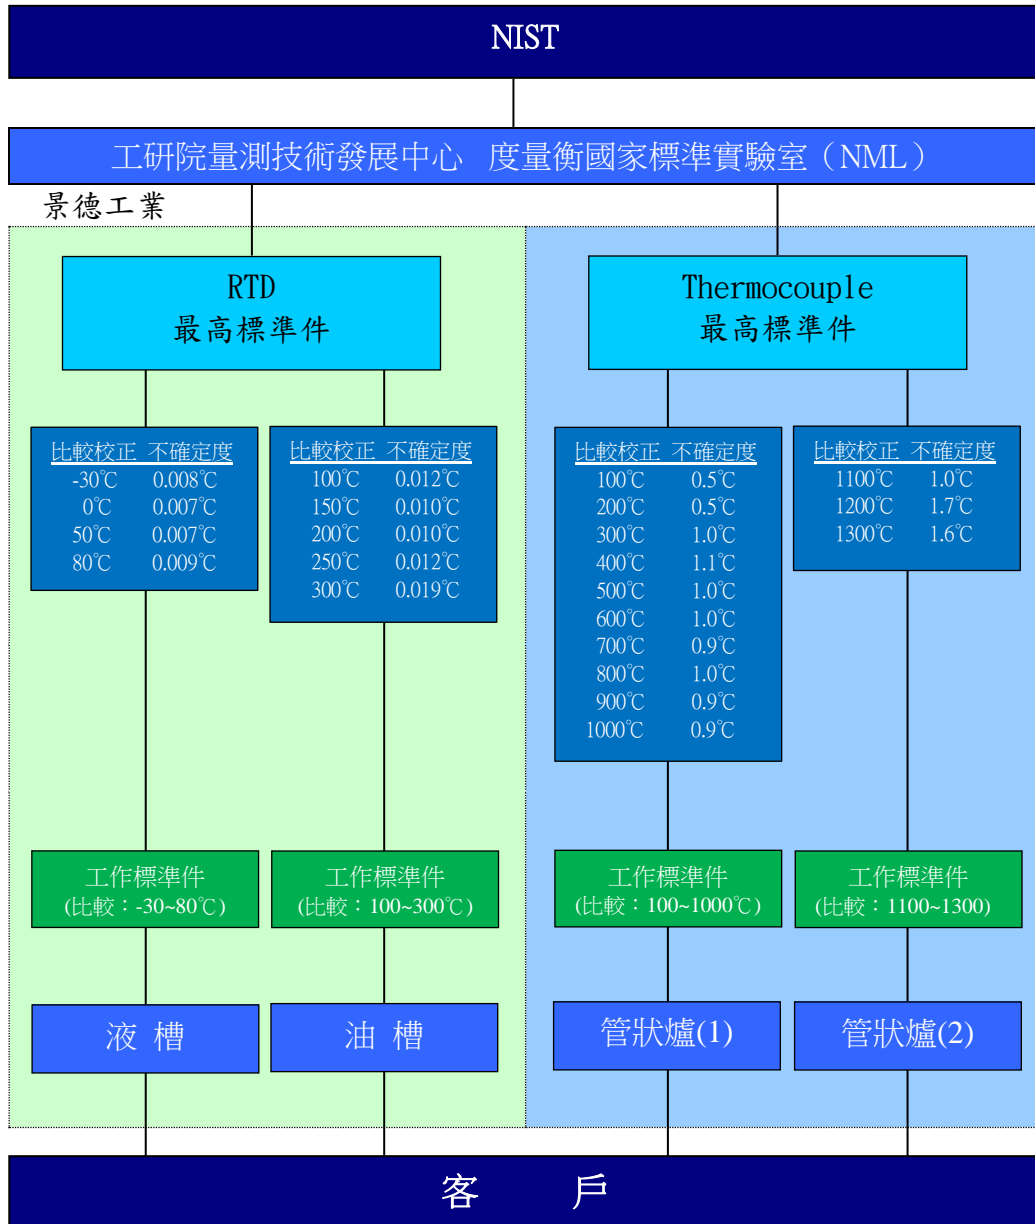 NIST
工研院量測技術發展中心 度量衡國家標準實驗室（NML）
景德工業
RTD
最高標準件
Thermocouple
最高標準件
比較校正 不確定度
-30℃ 0.008℃
0℃ 0.007℃
50℃ 0.007℃
80℃ 0.009℃
比較校正 不確定度
100℃ 0.012℃
150℃ 0.010℃
200℃ 0.010℃
250℃ 0.012℃
300℃ 0.019℃
比較校正 不確定度
100℃ 0.5℃
200℃ 0.5℃
300℃ 1.0℃
400℃ 1.1℃
500℃ 1.0℃
600℃ 1.0℃
700℃ 0.9℃
800℃ 1.0℃
900℃ 0.9℃
1000℃ 0.9℃
比較校正 不確定度
1100℃ 1.0℃
1200℃ 1.7℃
1300℃ 1.6℃
工作標準件
(比較：-30~80℃)
工作標準件
(比較：100~300℃)
工作標準件
(比較：100~1000℃)
工作標準件
(比較：1100~1300)
液 槽
油 槽
管狀爐(1)
管狀爐(2)
客 戶